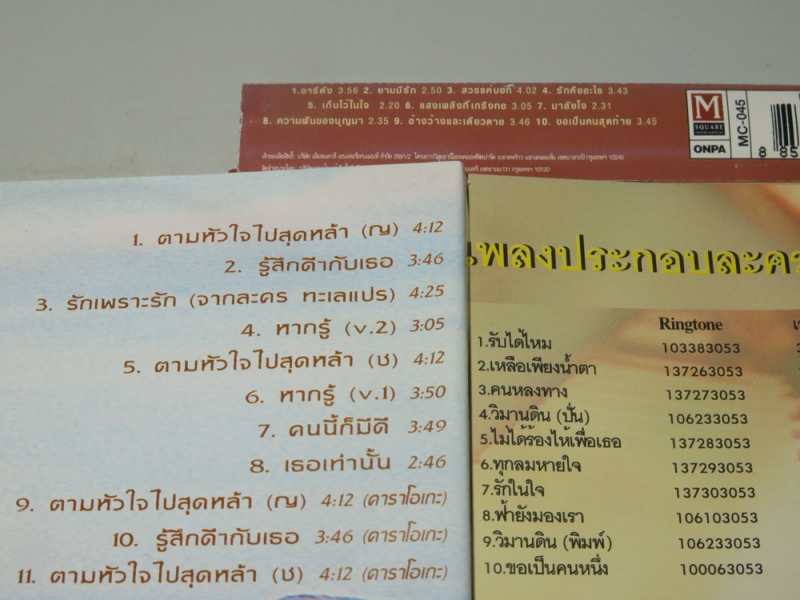 1.อารีดัง 3.56 2. ยามมีรัก 2.50 3. สวรรค์บอก 4.02 4. รักคืออะไร 3.43
5. เก็บไว้ในใจ 2.20 6. แสงเพลิงที่เกริงทอ 3.05 7. มาลัยใจ 2.31
8. ความฝันของบุญมา 2.35 9. อ้างว้างและเดียวดาย 3.46 10. ขอเป็นคนสุดท้าย 3.45
M
SQUARE
ONPA
MC-045
1. ตามหัวใจไปสุดหล้า (ญ) 4:12
2. รู้สึกดีากับเธอ 3:46
3. รักเพราะรัก (จากละคร ทะเลแปร) 4:25
4. หากรู้ (v.2) 3:05
5. ตามหัวใจไปสุดหล้า (ช) 4:12
6. หากรู้ (v.1) 3:50
7. คนนี้ก็มีดี 3:49
8. เธอเท่านั้น 2:46
9. ตามหัวใจไปสุดหล้า (ญ) 4:12 (คาราโอเกะ)
10. รู้สึกดีากับเธอ 3:46 (คาราโอเกะ)
11. ตามหัวใจไปสุดหล้า (ช) 4:12 (คาราโอเกะ)
เพลงประกอบละคร
Ringtone
1.รับได้ไหม 103383053
2.เหลือเพียงน้ำตา 137263053
3.คนหลงทาง 137273053
4.วิมานดิน (ปั่น) 106233053
5.ไม่ได้ร้องไห้เพื่อเธอ 137283053
6.ทุกลมหายใจ 137293053
7.รักในใจ 137303053
8.ฟ้ายังมองเรา 106103053
9.วิมานดิน (พิมพ์) 106233053
10.ขอเป็นคนหนึ่ง 100063053